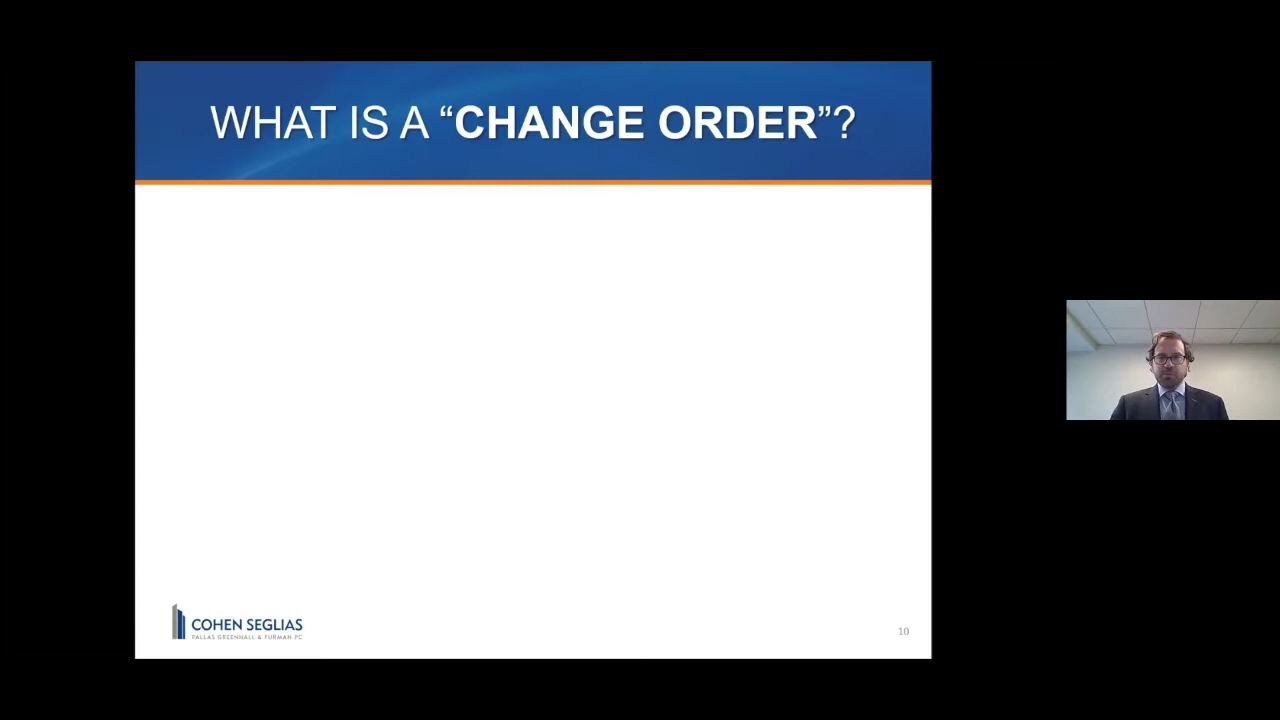 WHAT IS A “CHANGE ORDER”?
COHEN SEGLIAS
PALLAS GREENHALL & FURMAN PC
10